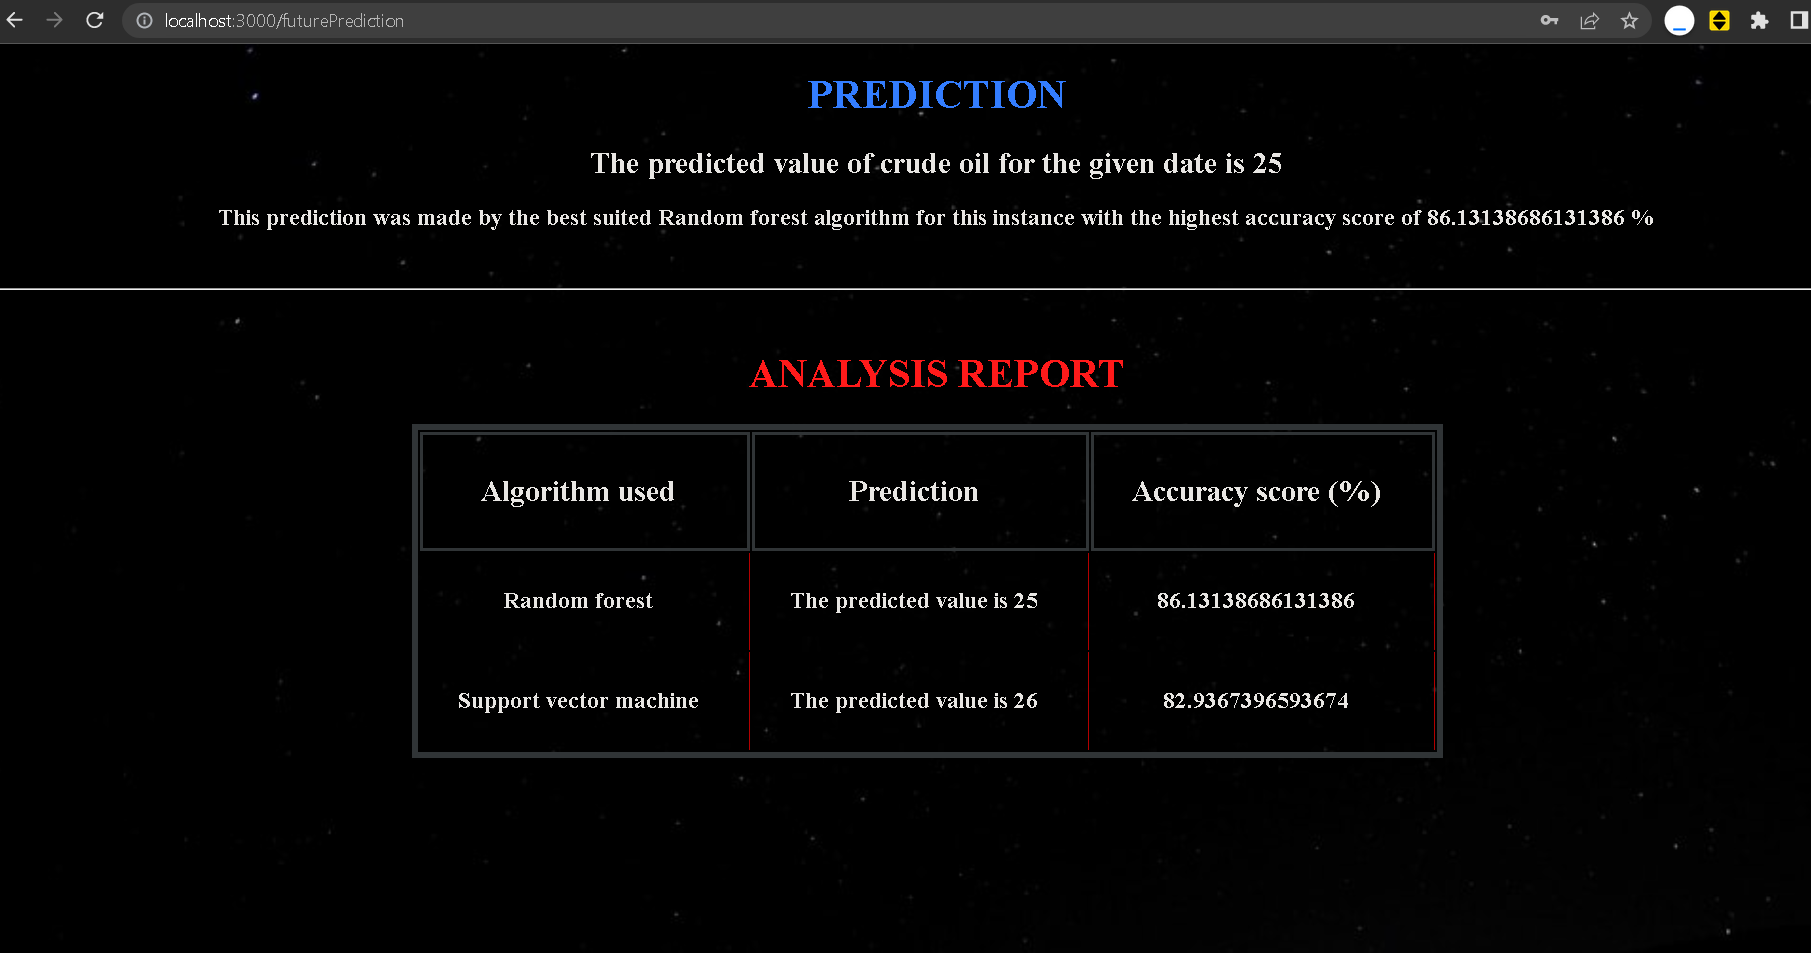 localhost:3000/futurePrediction
PREDICTION
The predicted value of crude oil for the given date is 25
This prediction was made by the best suited Random forest algorithm for this instance with the highest accuracy score of 86.13138686131386 %
ANALYSIS REPORT
Algorithm used Prediction Accuracy score (%)
Random forest The predicted value is 25 86.13138686131386
Support vector machine The predicted value is 26 82.9367396593674